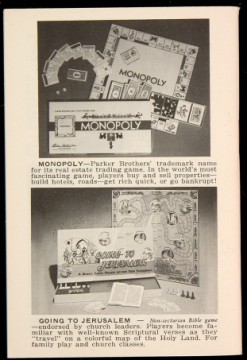 MONOPOLY
MONOPOLY
MONOPOLY—Parker Brothers' trademark name
for its real estate trading game. In the world's most
fascinating game, players buy and sell properties—
build hotels, roads—get rich quick, or go bankrupt!
GOING TO
JERUSALEM
GOING TO JERUSALEM — Non-sectarian Bible game
—endorsed by church leaders. Players become fa-
miliar with well-known Scriptural verses as they
"travel" on a colorful map of the Holy Land. For
family play and church classes.